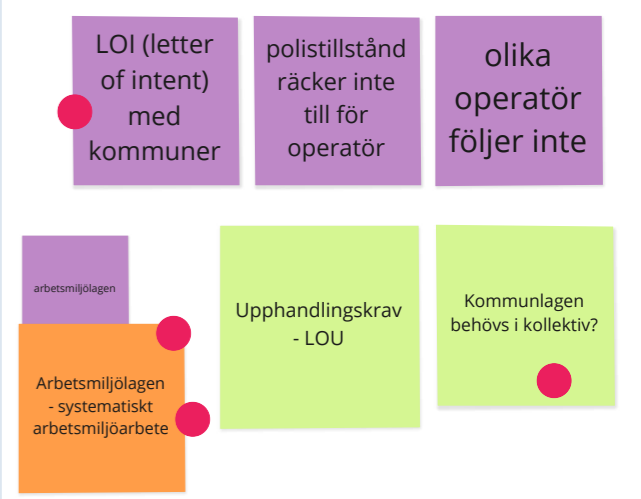 LOI (letter
of intent)
med
kommuner
polistillstånd
räcker inte
till för
operatör
olika
operatör
följer inte
arbetsmiljölagen
Arbetsmiljölagen
- systematiskt
arbetsmiljöarbete
Upphandlingskrav
- LOU
Kommunlagen
behövs i kollektiv?